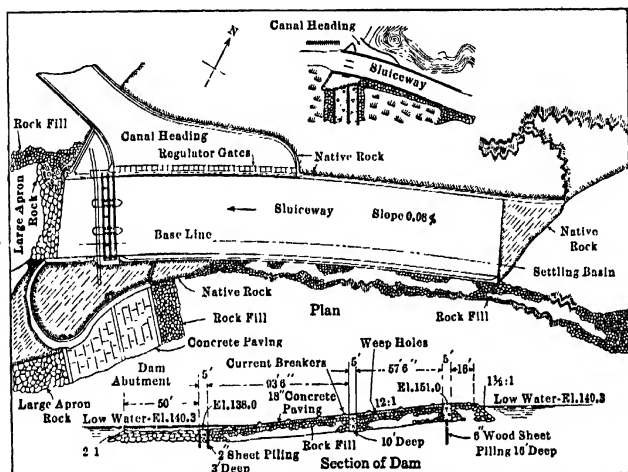 Canal Heading
Sluiceway
N
Rock Fill
Canal Heading
Regulator Gates
Native Rock
Large Apron
Rock
Sluiceway
Slope 0.08%
Base Line
Native
Rock
Settling Basin
Native Rock
Plan
Rock Fill
Rock Fill
Concrete Paving
Dam
Abutment
Large Apron
Rock
Current Breakers
Weep Holes
5'
57'6"
5'
16'
5'
93'6"
50'
El.138.0
18"Concrete
Paving
12:1
El.151.0
1½:1
Low Water-El.140.3
Low Water-El.140.3
2 1
2" Sheet Piling
3'Deep
Rock Fill
10'Deep
6"Wood Sheet
Piling 15'Deep
Section of Dam